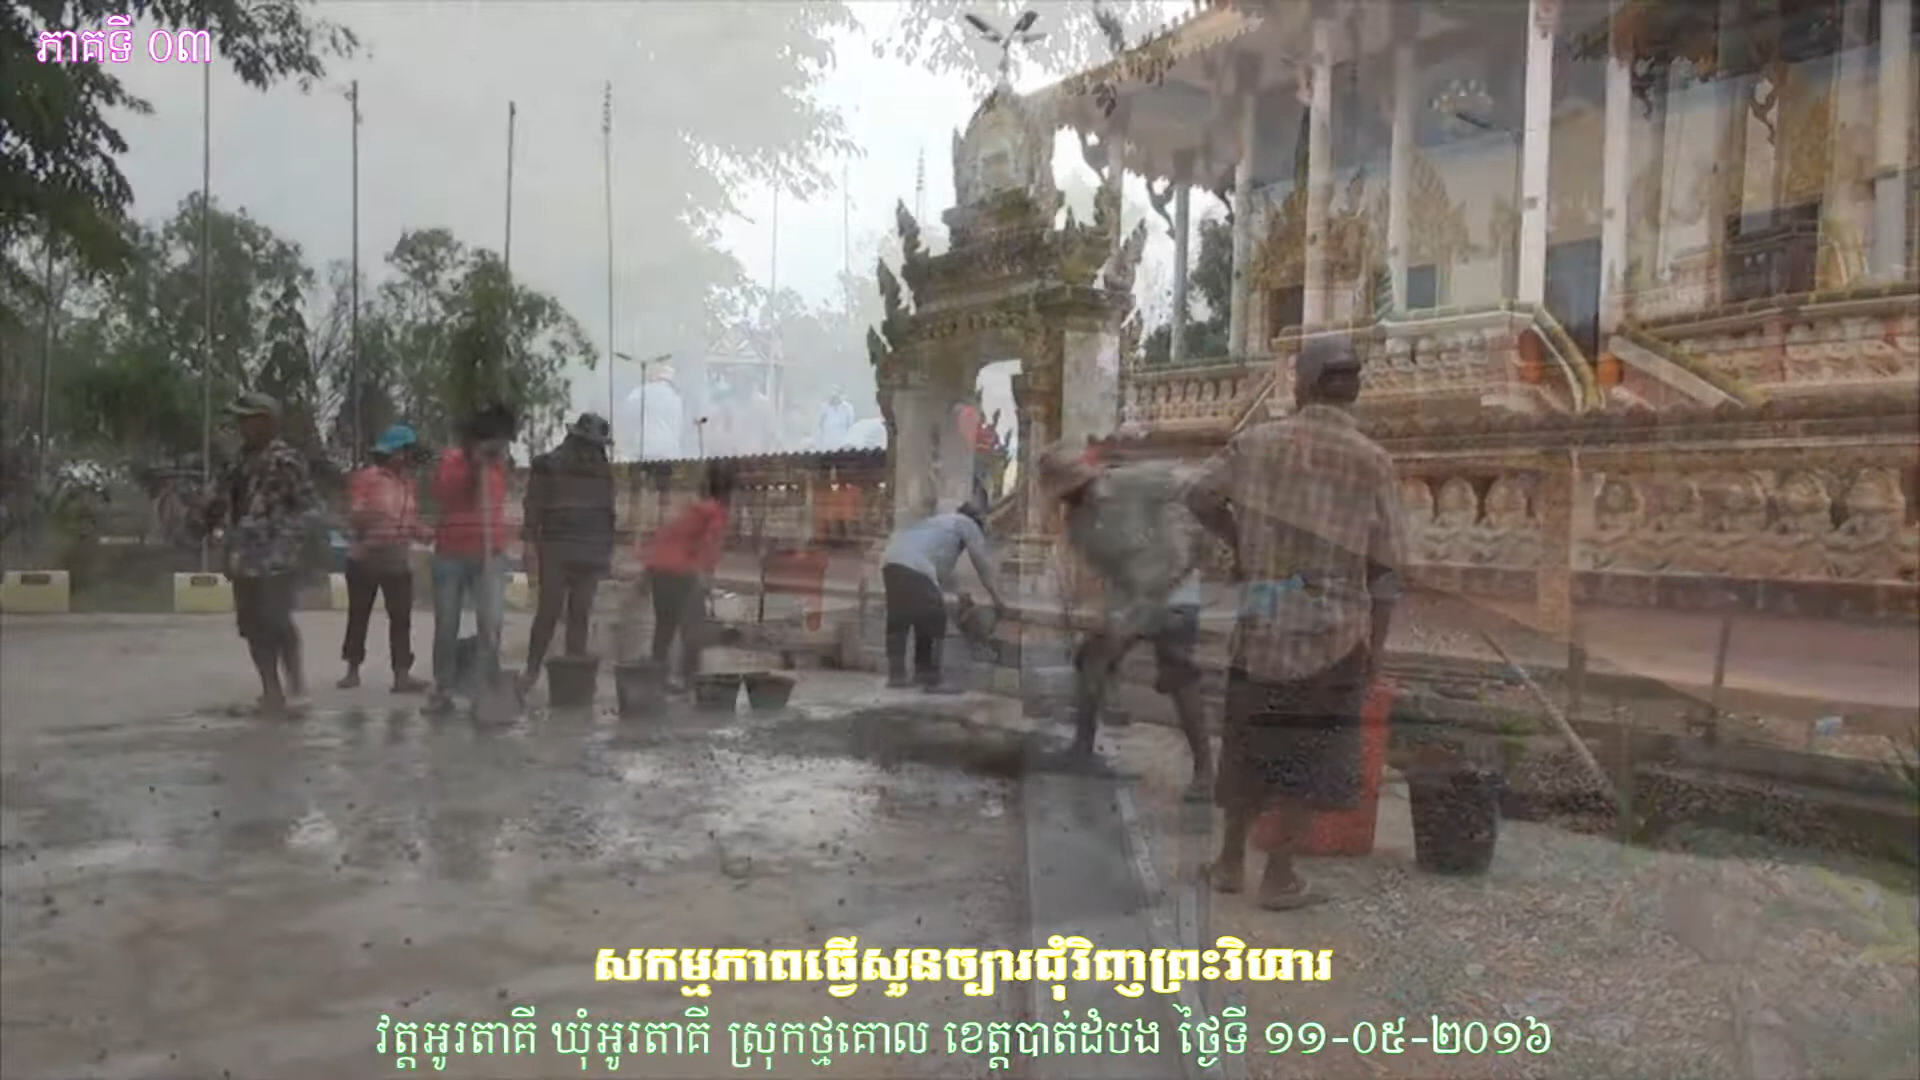 ភាគទី ០៣
សកម្មភាពធ្វើសួនច្បារជុំវិញព្រះវិហារ
វត្តអូរតាគី ឃុំអូរតាគី ស្រុកថ្មគោល ខេត្តបាត់ដំបង ថ្ងៃទី ១១-០៥-២០១៦